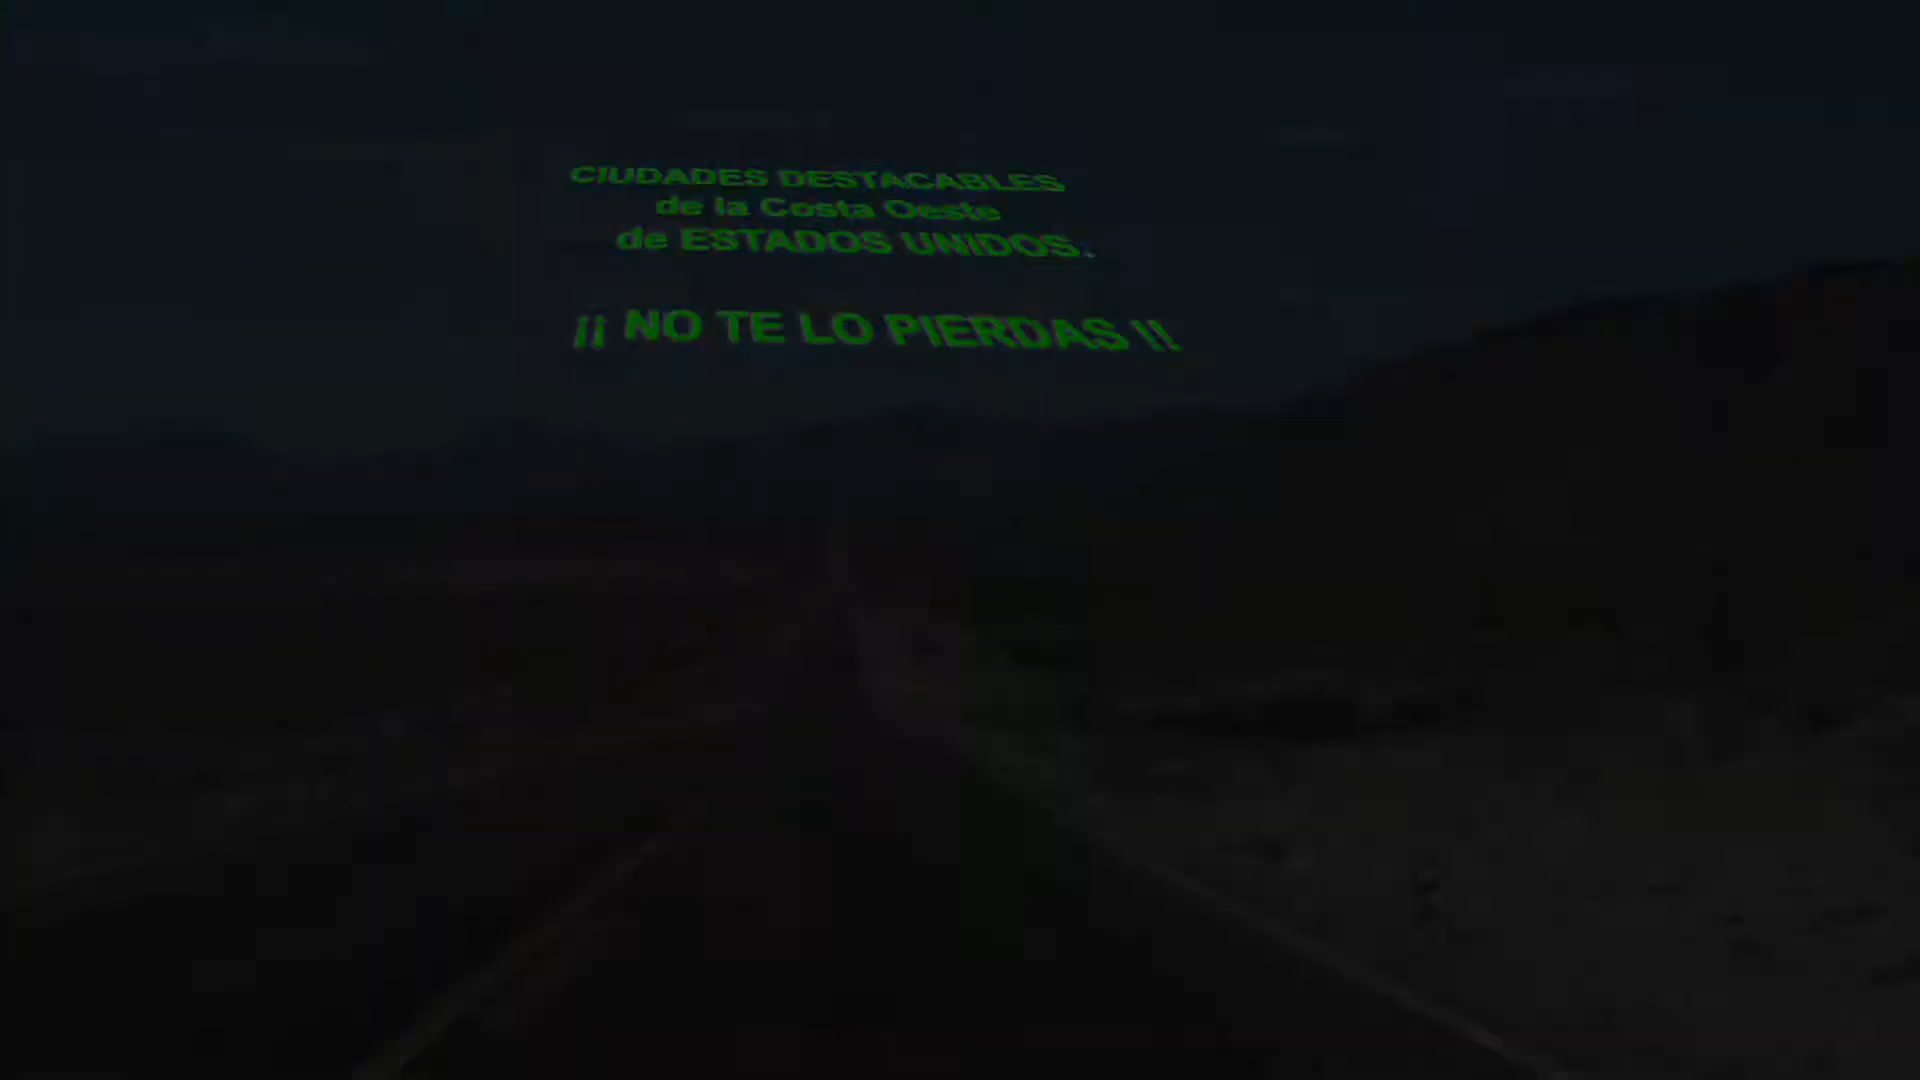 CIUDADES DESTACABLES
de la Costa Oeste
de ESTADOS UNIDOS.
¡¡ NO TE LO PIERDAS !!